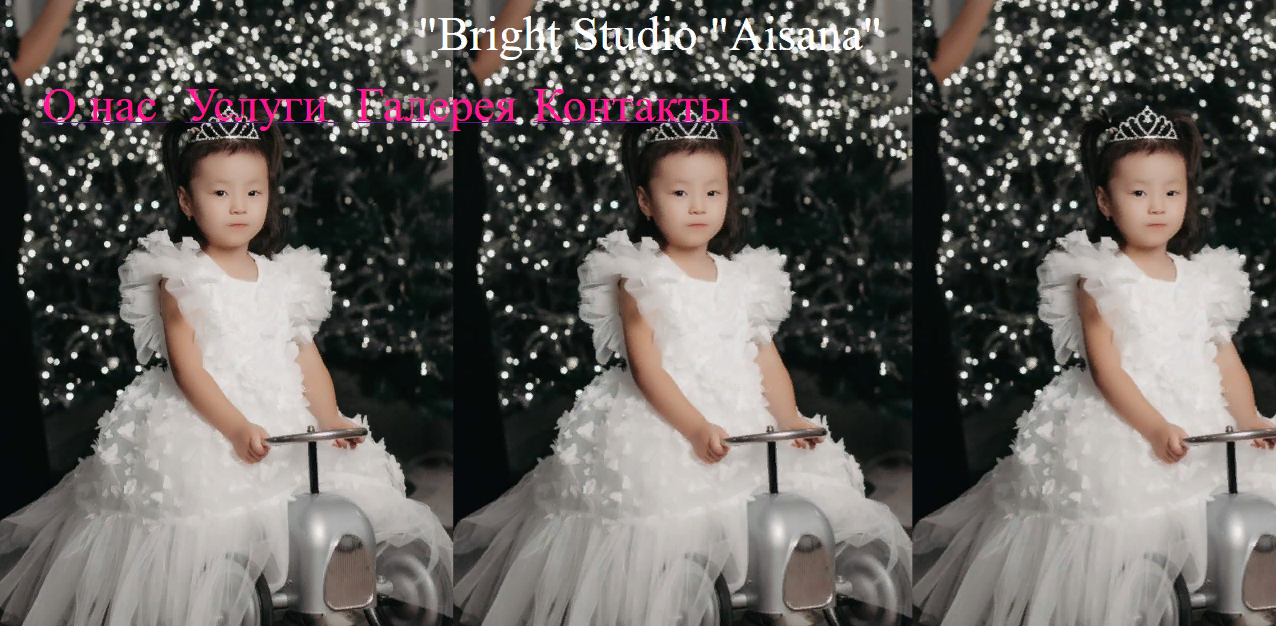 "Bright Studio "Aisana"
О нас Услуги Галерея Контакты